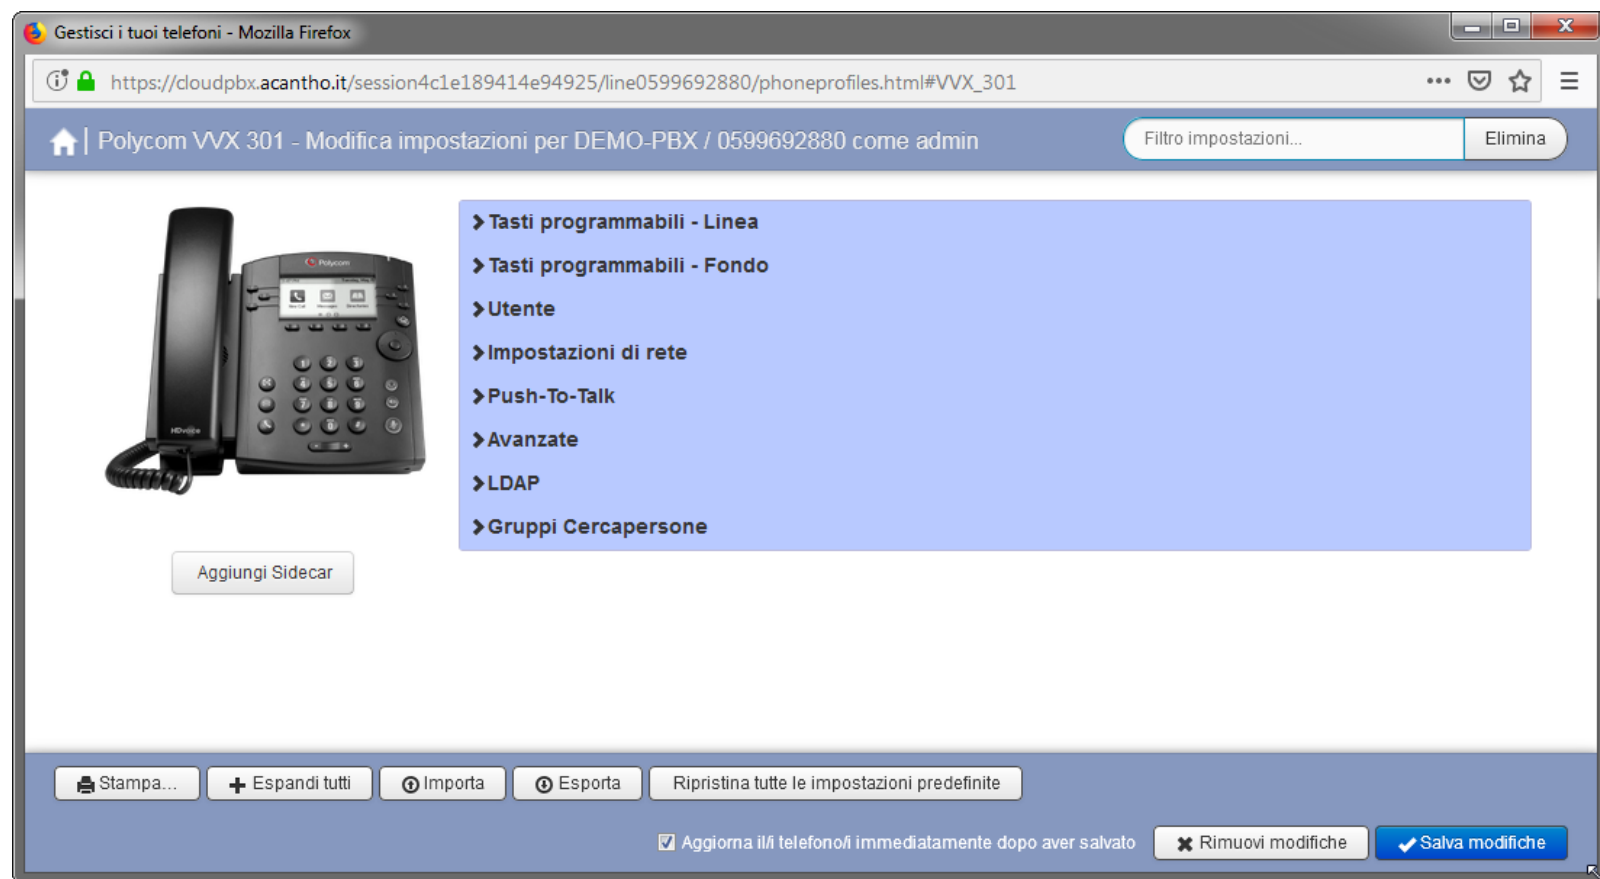 Gestisci i tuoi telefoni - Mozilla Firefox
https://cloudpbx.acantho.it/session4c1e189414e94925/line0599692880/phoneprofiles.html#VVX_301
Polycom VVX 301 - Modifica impostazioni per DEMO-PBX / 0599692880 come admin
Filtro impostazioni...
Elimina
Tasti programmabili - Linea
Tasti programmabili - Fondo
Utente
Impostazioni di rete
Push-To-Talk
Avanzate
LDAP
Gruppi Cercapersone
Polycom
HDvoice
Aggiungi Sidecar
Stampa...
Espandi tutti
Importa
Esporta
Ripristina tutte le impostazioni predefinite
Aggiorna il/i telefono/i immediatamente dopo aver salvato
Rimuovi modifiche
Salva modifiche